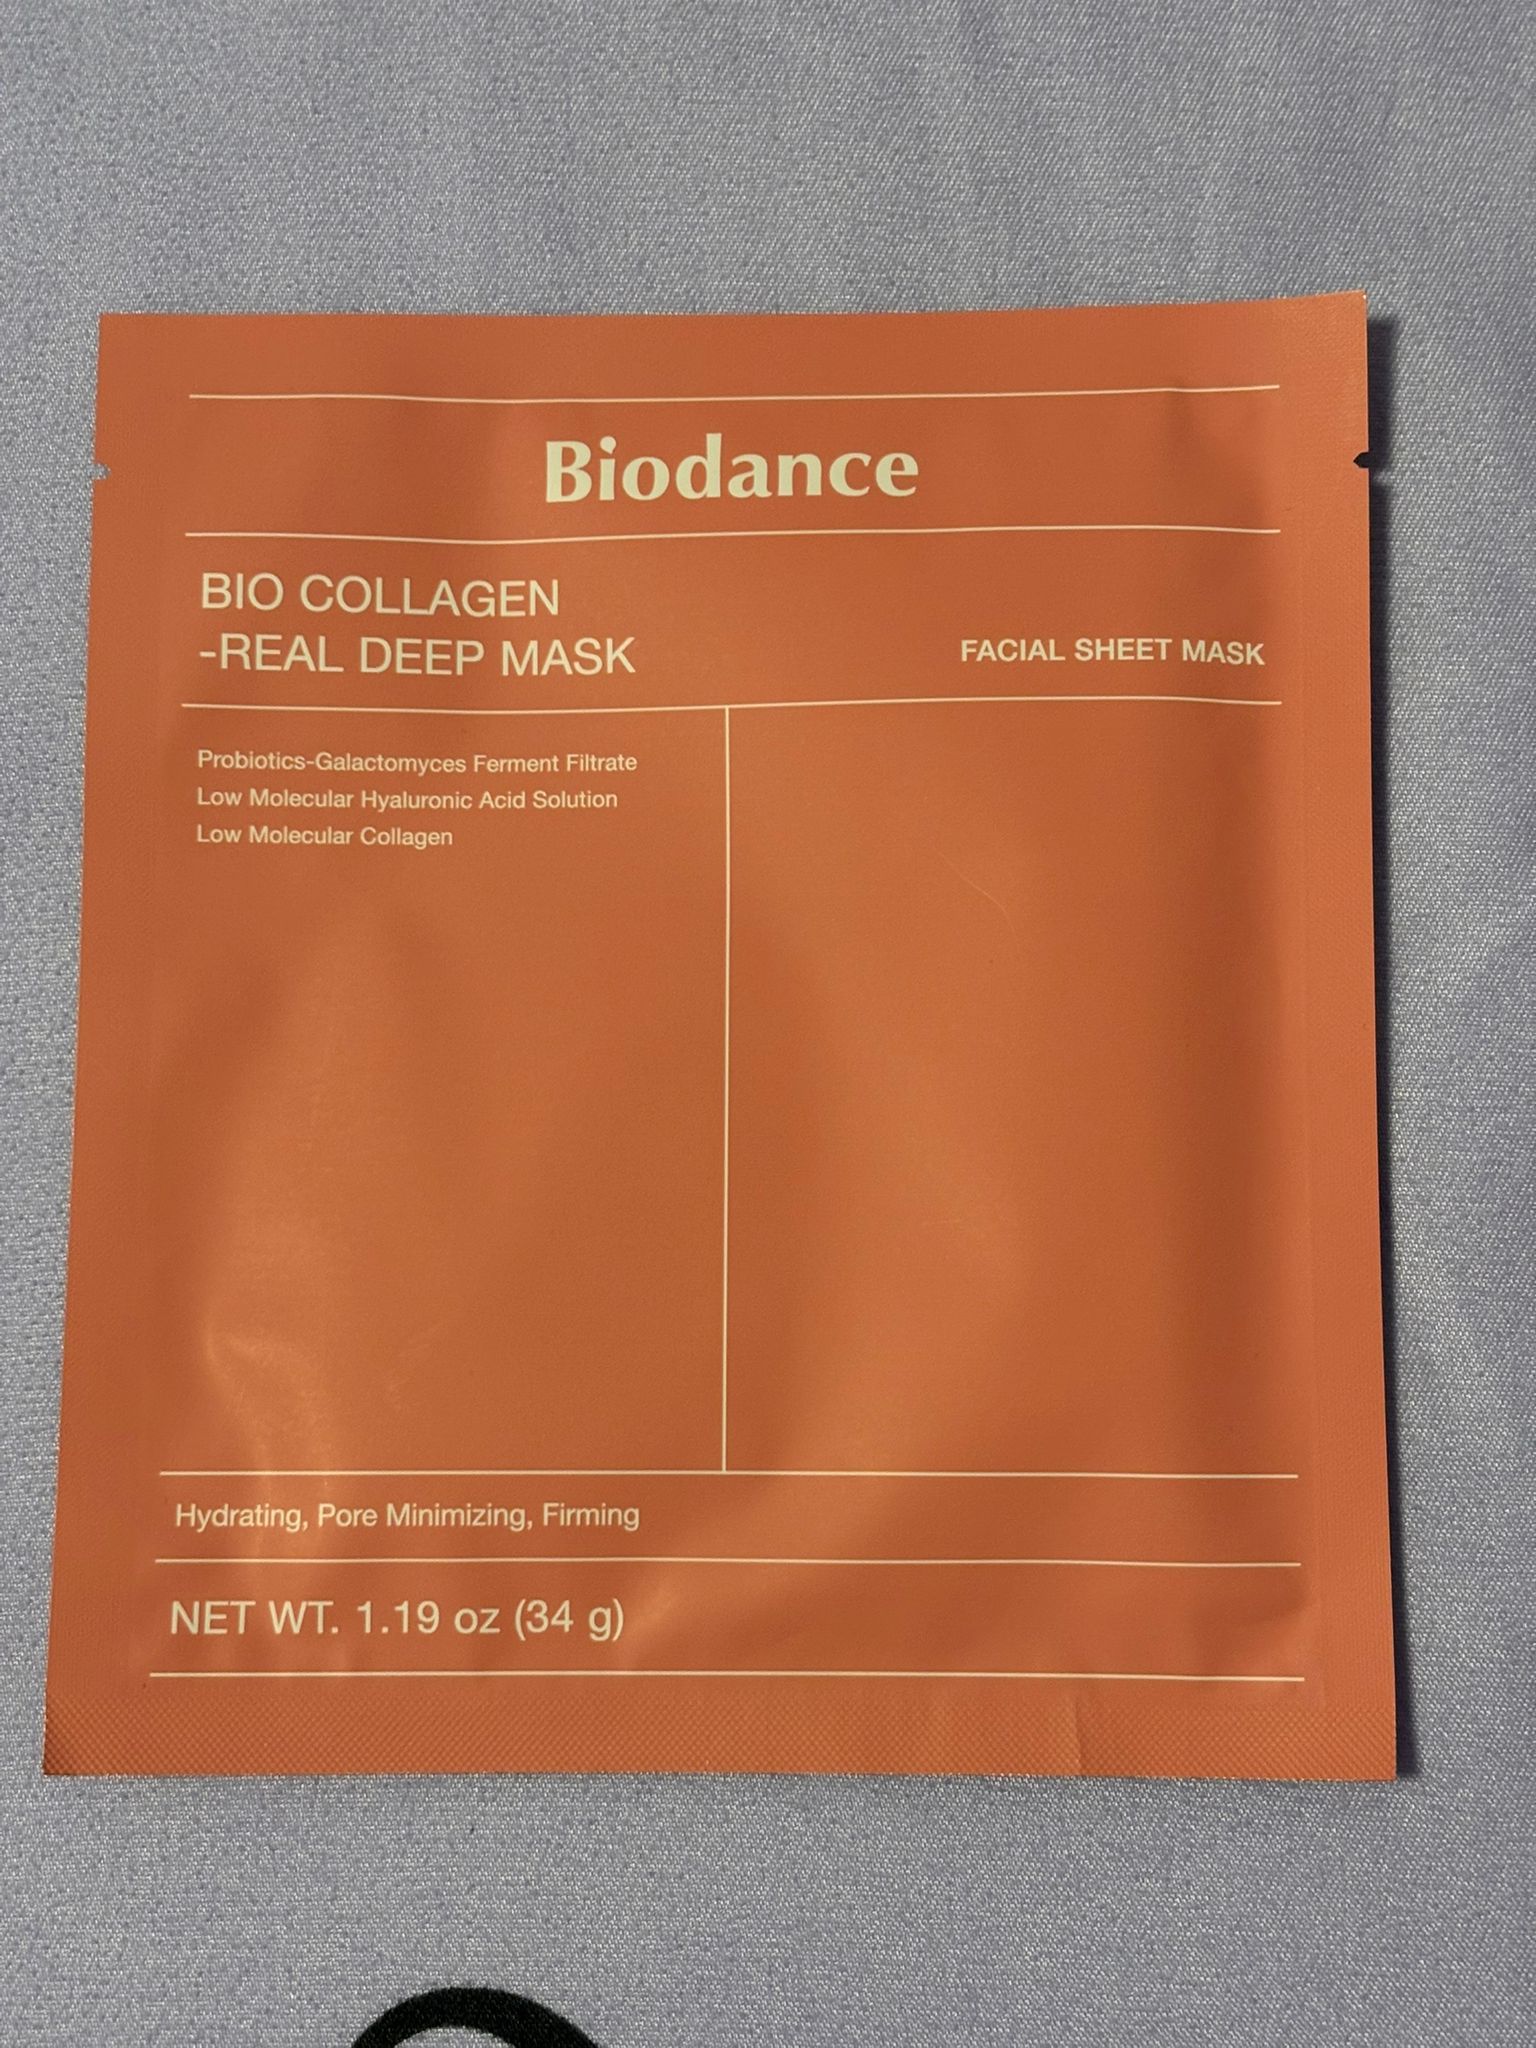 Biodance
BIO COLLAGEN
-REAL DEEP MASK
FACIAL SHEET MASK
Probiotics-Galactomyces Ferment Filtrate
Low Molecular Hyaluronic Acid Solution
Low Molecular Collagen
Hydrating, Pore Minimizing, Firming
NET WT. 1.19 oz (34 g)